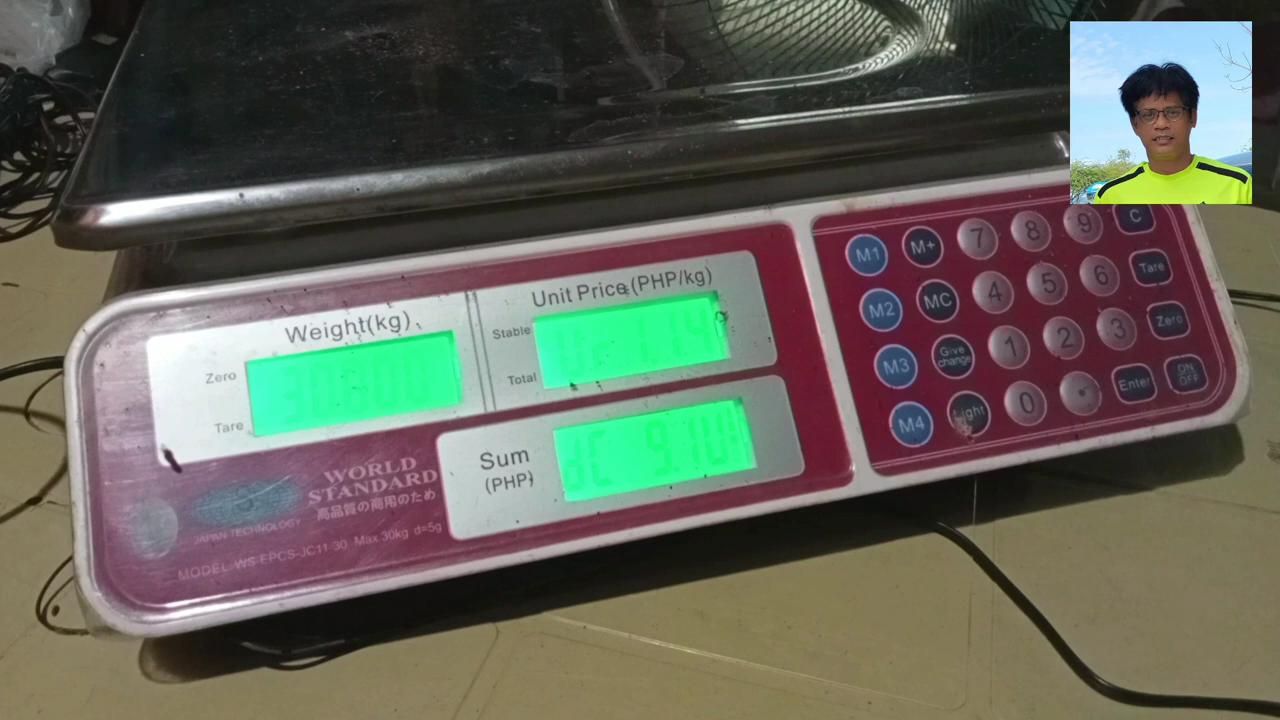 Weight(kg)
Zero
Tare
Unit Price(PHP/kg)
Stable
Total
Sum
(PHP)
WORLD
STANDARD
高品質の商用のため
JAPAN TECHNOLOGY
MODEL:WS-EPCS-JC11-30 Max.30kg d=5g
M1 M+ 7 8 9 C
M2 MC 4 5 6 Tare
M3 Give change 1 2 3 Zero
M4 Light 0 . Enter ON OFF